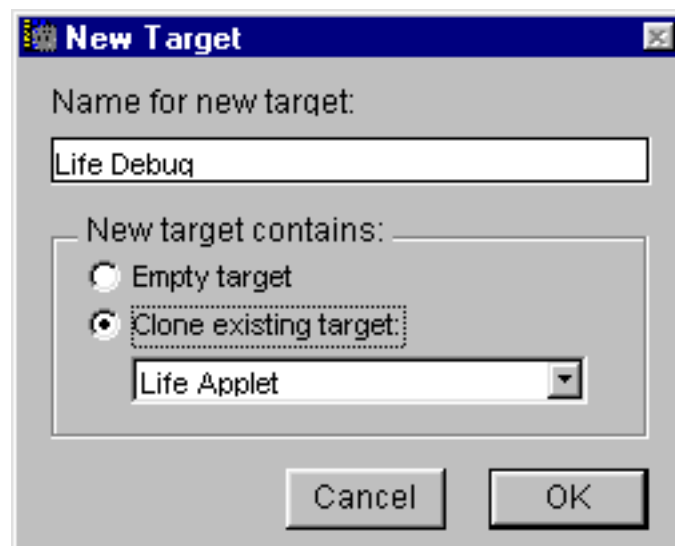 New Target
Name for new target:
Life Debug
New target contains:
Empty target
Clone existing target:
Life Applet
Cancel
OK